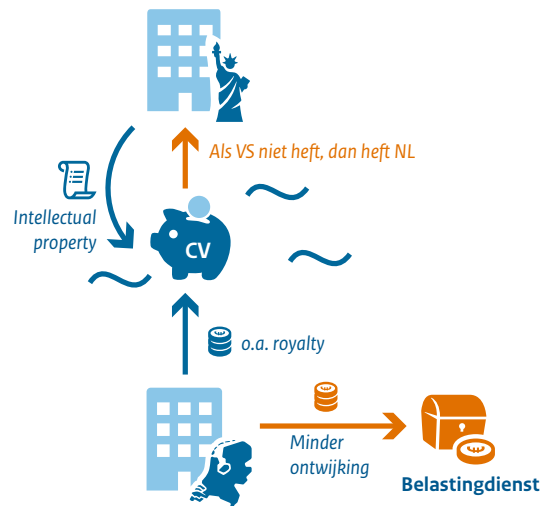 Als VS niet heft, dan heft NL
Intellectual
property
CV
o.a. royalty
Minder
ontwijking
Belastingdienst